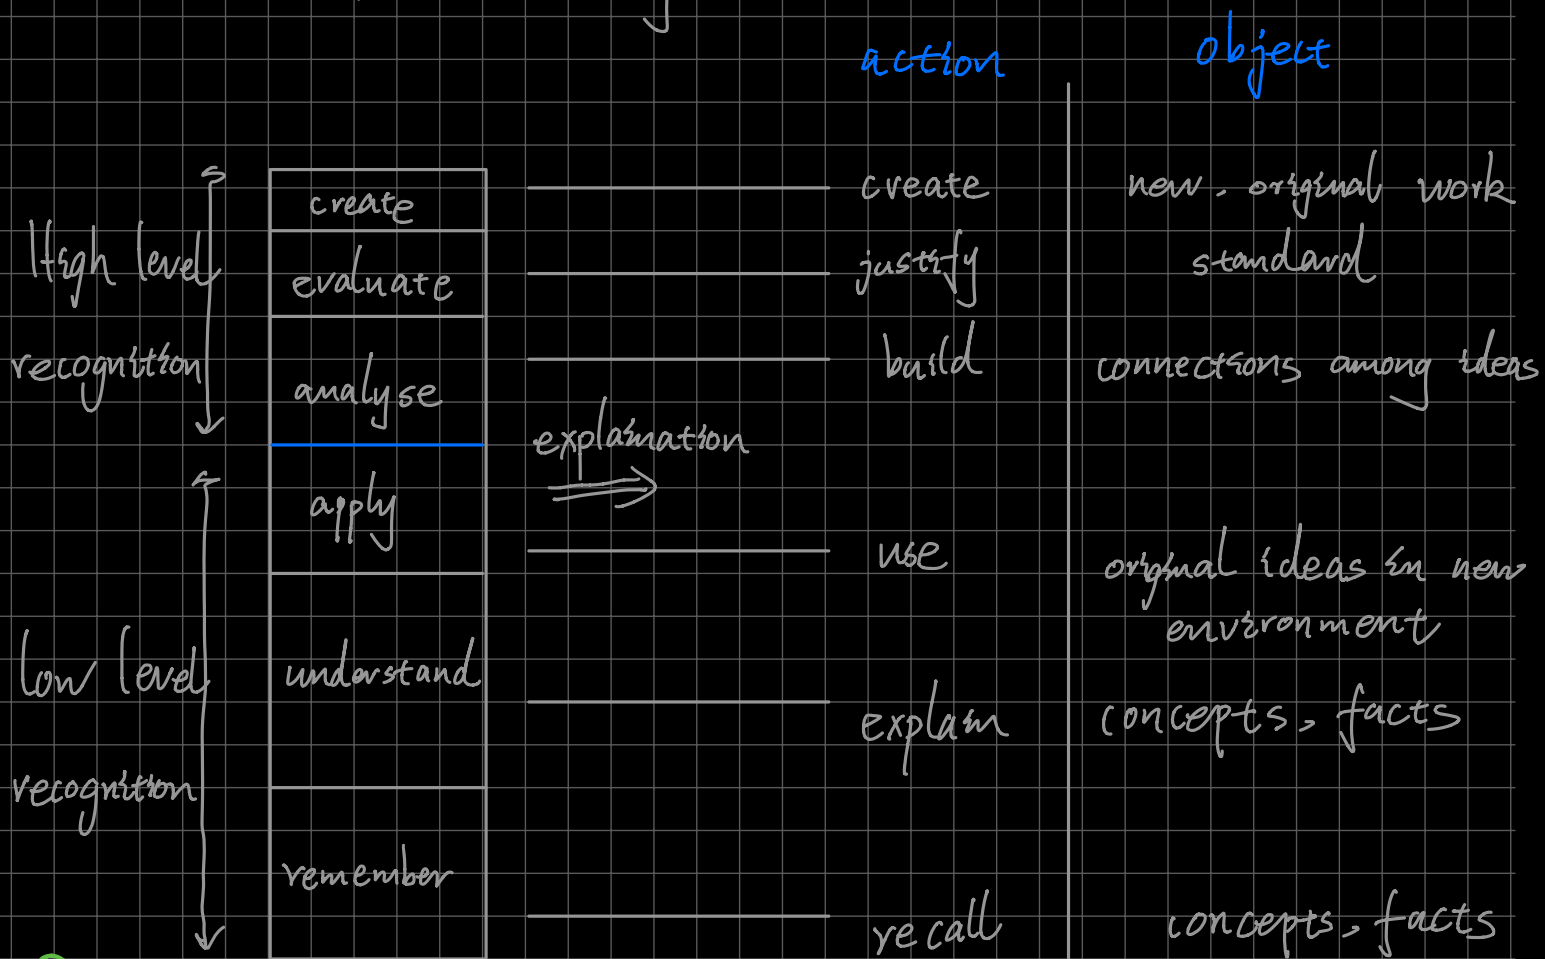 action object
create new, original work
High level create
evaluate justify standard
recognition analyse build connections among ideas
explaination
apply use original ideas in new
environment
low level understand explain concepts, facts
recognition
remember recall concepts, facts